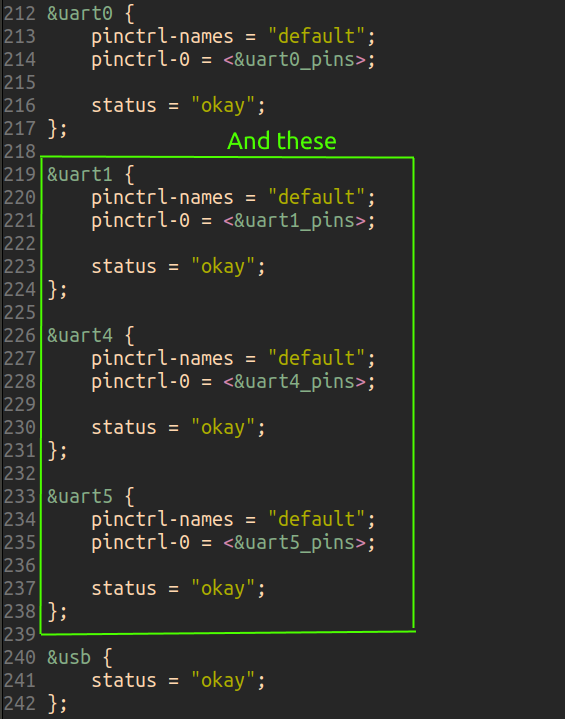 212 &uart0 {
213     pinctrl-names = "default";
214     pinctrl-0 = <&uart0_pins>;
215
216     status = "okay";
217 };
And these
218
219 &uart1 {
220     pinctrl-names = "default";
221     pinctrl-0 = <&uart1_pins>;
222
223     status = "okay";
224 };
225
226 &uart4 {
227     pinctrl-names = "default";
228     pinctrl-0 = <&uart4_pins>;
229
230     status = "okay";
231 };
232
233 &uart5 {
234     pinctrl-names = "default";
235     pinctrl-0 = <&uart5_pins>;
236
237     status = "okay";
238 };
239
240 &usb {
241     status = "okay";
242 };